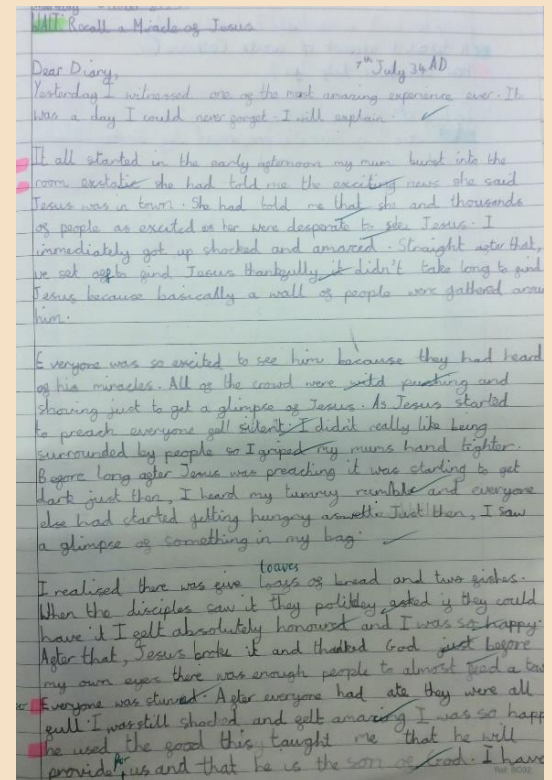 WALT: Recall a Miracle of Jesus
7th July 34 AD
Dear Diary,
Yesterday I witnessed one of the most amazing experience ever. It
was a day I could never forget. I will explain.
It all started in the early afternoon my mum burst into the
room exstatic she had told me the exciting news she said
Jesus was in town. She had told me that she and thousands
of people as excited as her were desperate to see Jesus. I
immediately got up shocked and amazed. Straight after that,
we set off to find Jesus thankfully it didn't take long to find
Jesus because basically a wall of people were gathered arou
him.
Everyone was so excited to see him because they had heard
of his miracles. All of the crowd were pushing and
shoving just to get a glimpse of Jesus. As Jesus started
to preach everyone fell silent. I didn't really like being
surrounded by people so I griped my mums hand tighter.
Before long after Jesus was preaching it was starting to get
dark just then, I heard my tummy rumble and everyone
else had started getting hungry Just then, I saw
a glimpse of something in my bag.
loaves
I realised there was five of bread and two fishes.
When the disciples saw it they politley asked if they could
have it I felt absolutely honoured and I was so happy.
After that, Jesus broke it and thanked God just before
my own eyes there was enough people to almost feed a tow
Everyone was stunned. After everyone had ate they were all
full. I was still shocked and felt amazing I was so happ
he used the food this taught me that he will
for
provide us and that he is the son of God. I have